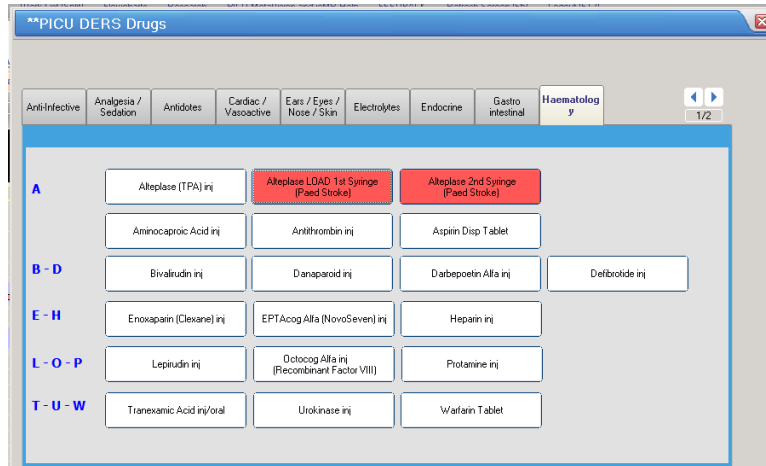 **PICU DERS Drugs
Anti-Infective
Analgesia /
Sedation
Antidotes
Cardiac /
Vasoactive
Ears / Eyes /
Nose / Skin
Electrolytes
Endocrine
Gastro
intestinal
Haematolog
y
1/2
A
Alteplase (TPA) inj
Alteplase LOAD 1st Syringe
(Paed Stroke)
Alteplase 2nd Syringe
(Paed Stroke)
Aminocaproic Acid inj
Antithrombin inj
Aspirin Disp Tablet
B - D
Bivalirudin inj
Danaparoid inj
Darbepoetin Alfa inj
Defibrotide inj
E - H
Enoxaparin (Clexane) inj
EPTAcog Alfa (NovoSeven) inj
Heparin inj
L - O - P
Lepirudin inj
Octocog Alfa inj
(Recombinant Factor VIII)
Protamine inj
T - U - W
Tranexamic Acid inj/oral
Urokinase inj
Warfarin Tablet